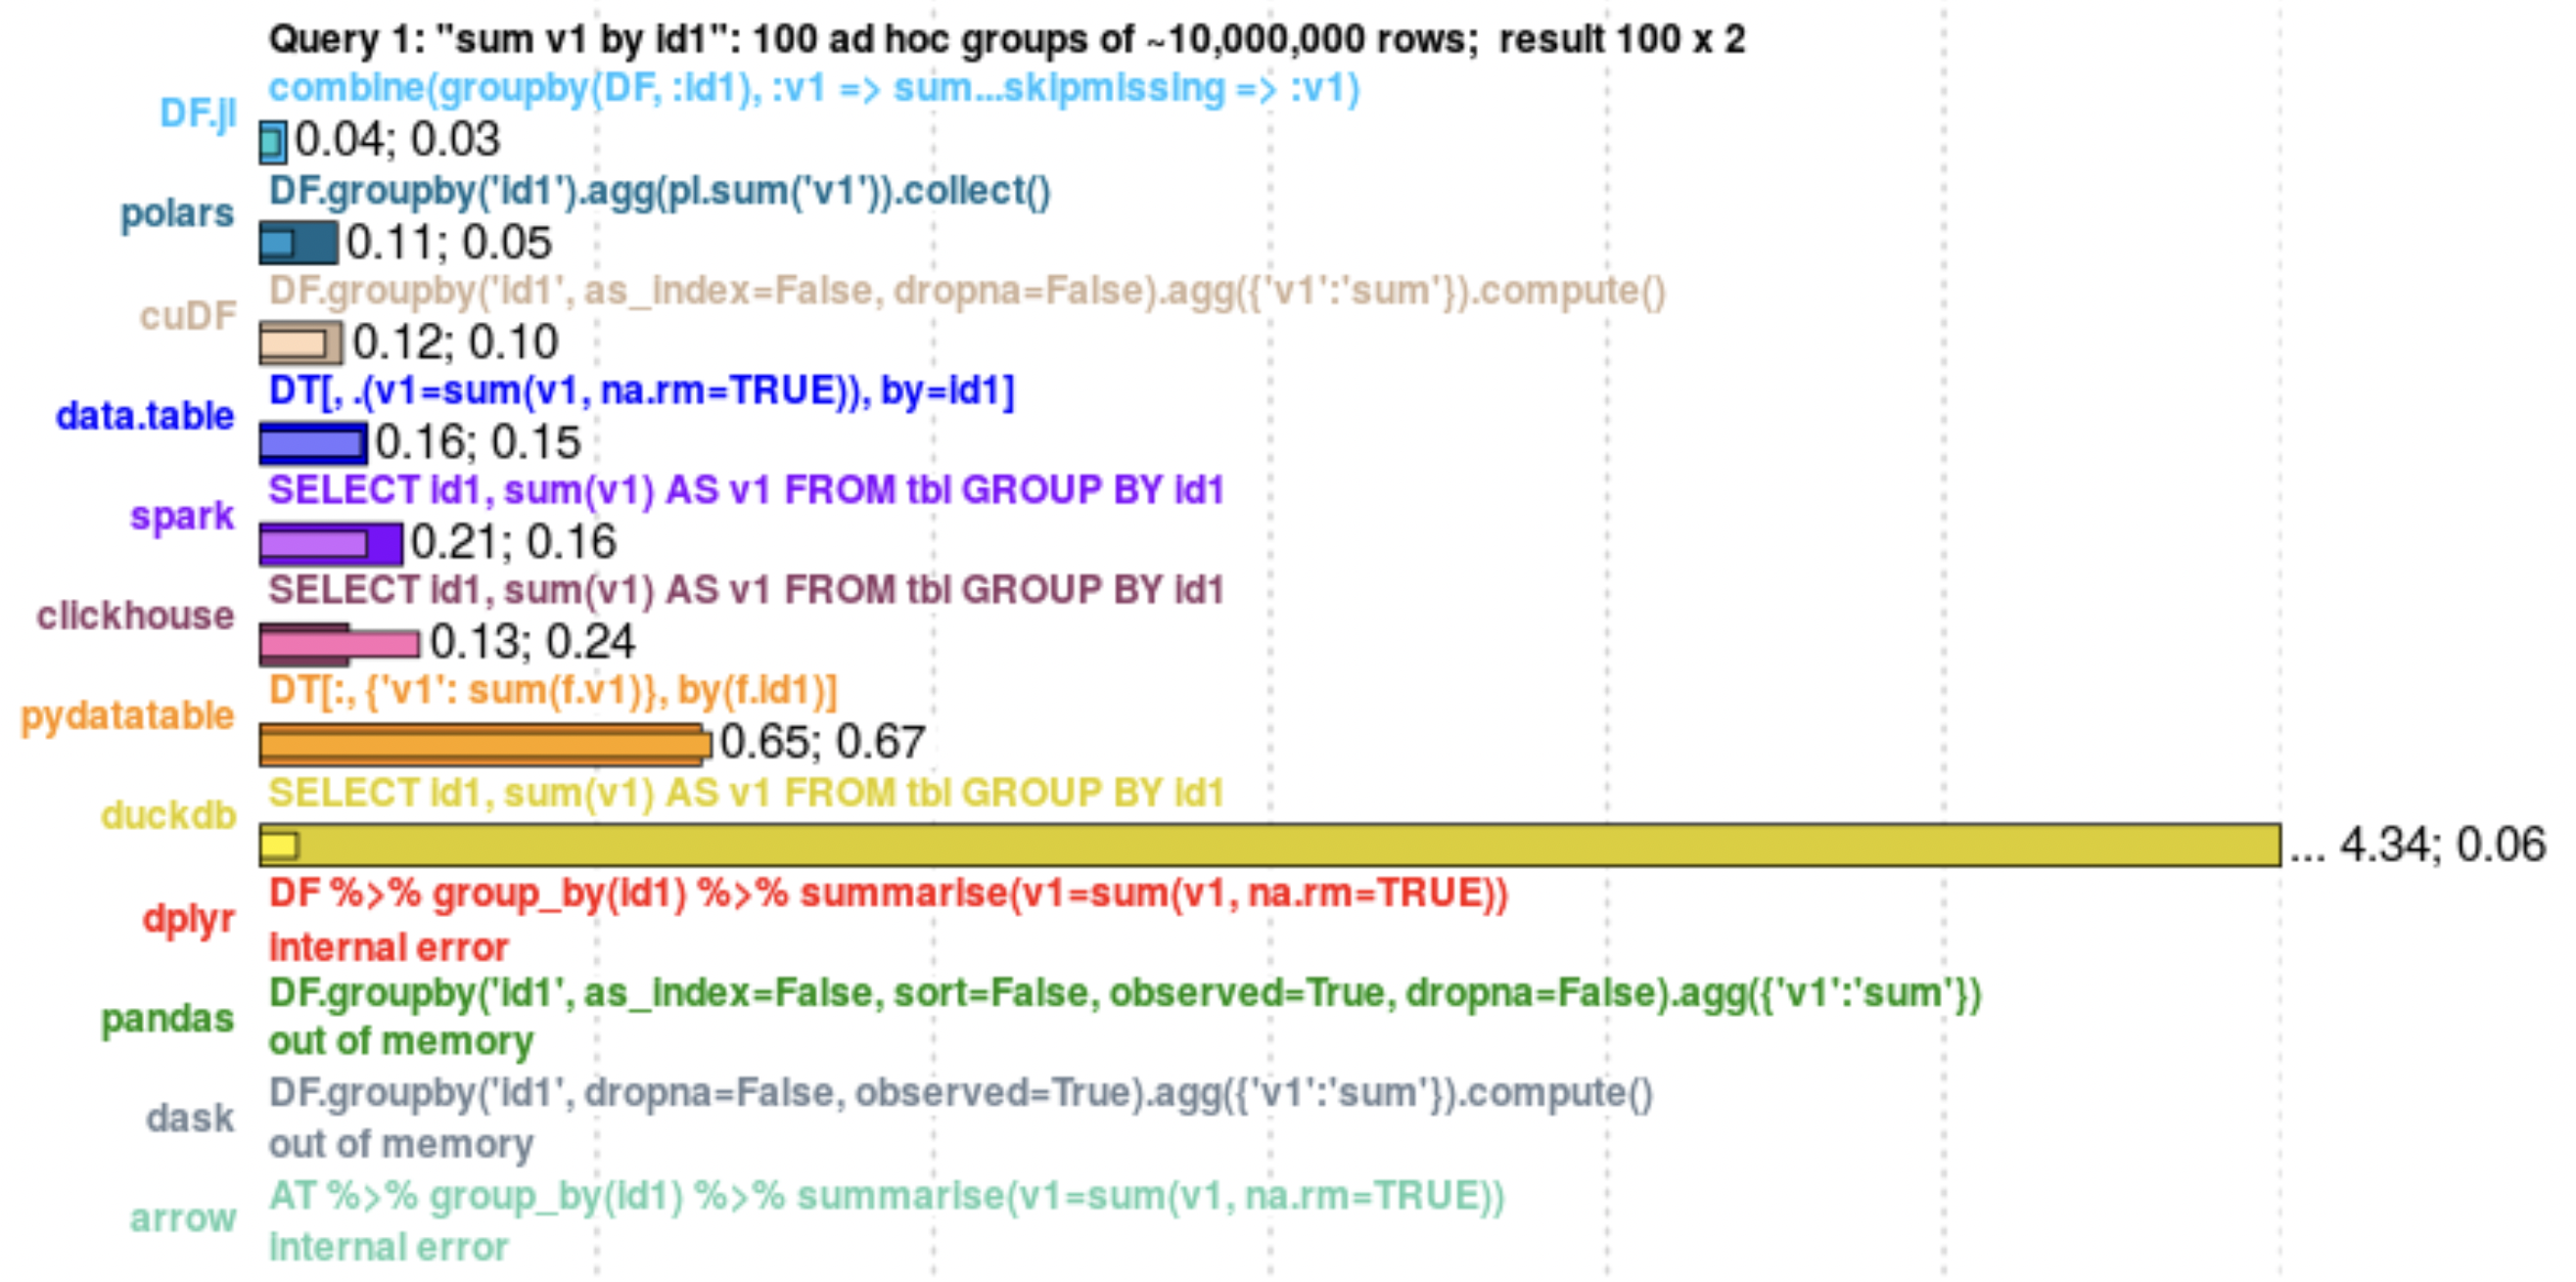 Query 1: "sum v1 by id1": 100 ad hoc groups of ~10,000,000 rows;  result 100 x 2
combine(groupby(DF, :id1), :v1 => sum...skipmissing => :v1)
DF.jl
0.04; 0.03
DF.groupby('id1').agg(pl.sum('v1')).collect()
polars
0.11; 0.05
DF.groupby('id1', as_index=False, dropna=False).agg({'v1':'sum'}).compute()
cuDF
0.12; 0.10
DT[, .(v1=sum(v1, na.rm=TRUE)), by=id1]
data.table
0.16; 0.15
SELECT id1, sum(v1) AS v1 FROM tbl GROUP BY id1
spark
0.21; 0.16
SELECT id1, sum(v1) AS v1 FROM tbl GROUP BY id1
clickhouse
0.13; 0.24
DT[:, {'v1': sum(f.v1)}, by(f.id1)]
pydatatable
0.65; 0.67
SELECT id1, sum(v1) AS v1 FROM tbl GROUP BY id1
duckdb
... 4.34; 0.06
DF %>% group_by(id1) %>% summarise(v1=sum(v1, na.rm=TRUE))
dplyr
internal error
DF.groupby('id1', as_index=False, sort=False, observed=True, dropna=False).agg({'v1':'sum'})
pandas
out of memory
DF.groupby('id1', dropna=False, observed=True).agg({'v1':'sum'}).compute()
dask
out of memory
AT %>% group_by(id1) %>% summarise(v1=sum(v1, na.rm=TRUE))
arrow
internal error